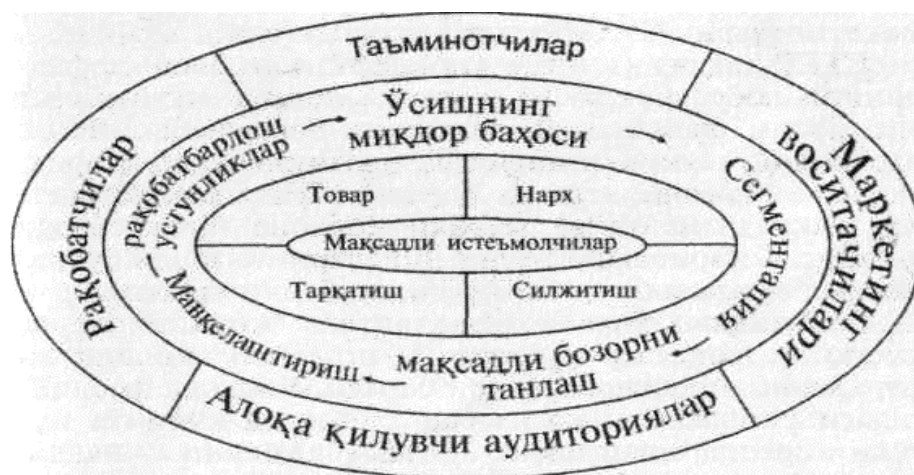 Таъминотчилар
Ўсишнинг
миқдор баҳоси
рақобатбардош
устунликлар
Рақобатчилар
Маркетинг
воситачилари
Сегментация
Товар
Нарх
Мақсадли истеъмолчилар
Тарқатиш
Силжитиш
Мавқелаштириш
мақсадли бозорни
танлаш
Алоқа қилувчи аудиториялар